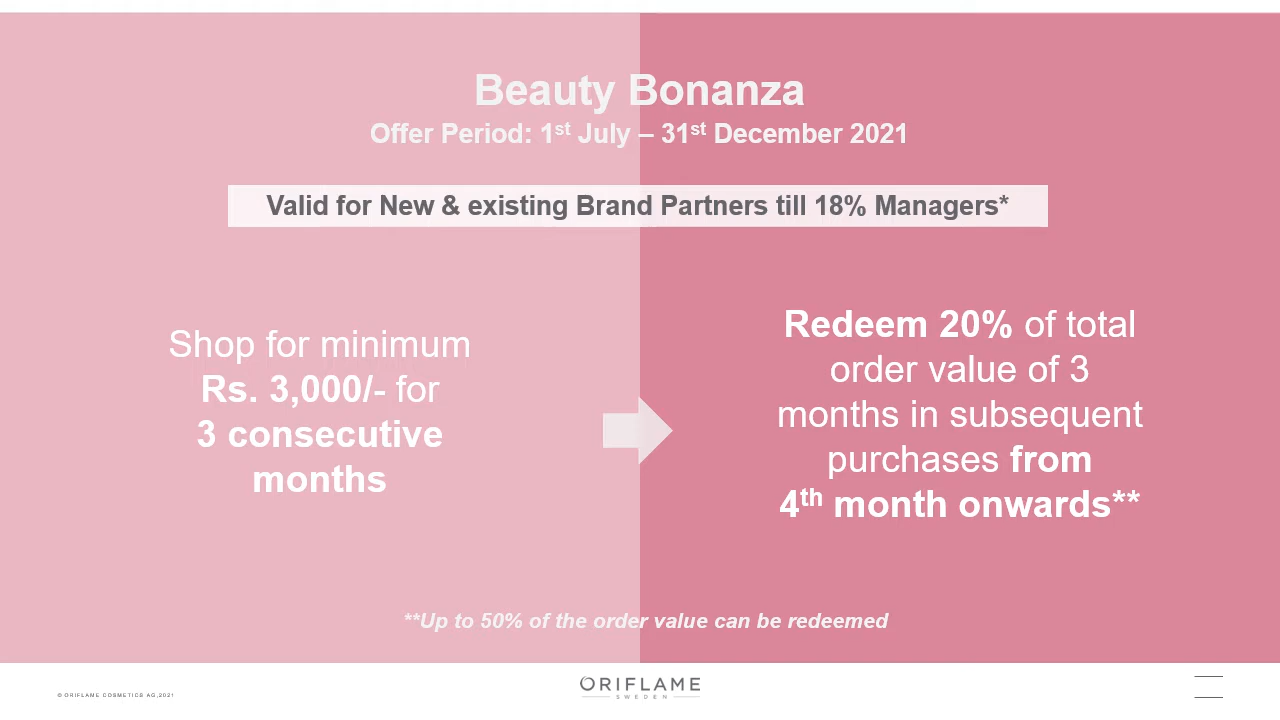 Beauty Bonanza
Offer Period: 1st July – 31st December 2021
Valid for New & existing Brand Partners till 18% Managers*
Shop for minimum
Rs. 3,000/- for
3 consecutive
months
Redeem 20% of total
order value of 3
months in subsequent
purchases from
4th month onwards**
**Up to 50% of the order value can be redeemed
© ORIFLAME COSMETICS AG,2021
ORIFLAME
SWEDEN